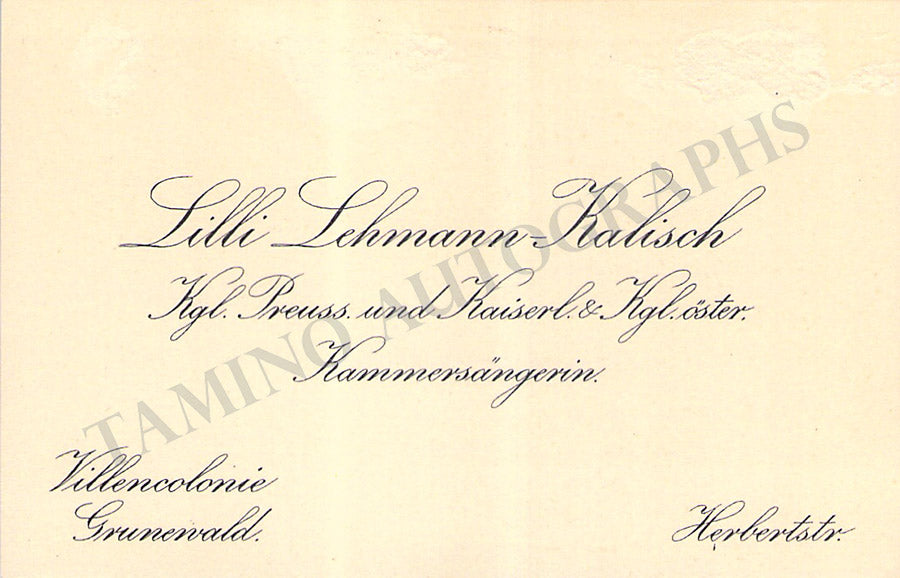 Lilli Lehmann-Kalisch
Kgl. Preuss. und Kaiserl. & Kgl. öster.
Kammersängerin.
Villencolonie
Grunewald.
Herbertstr.
TAMINO AUTOGRAPHS